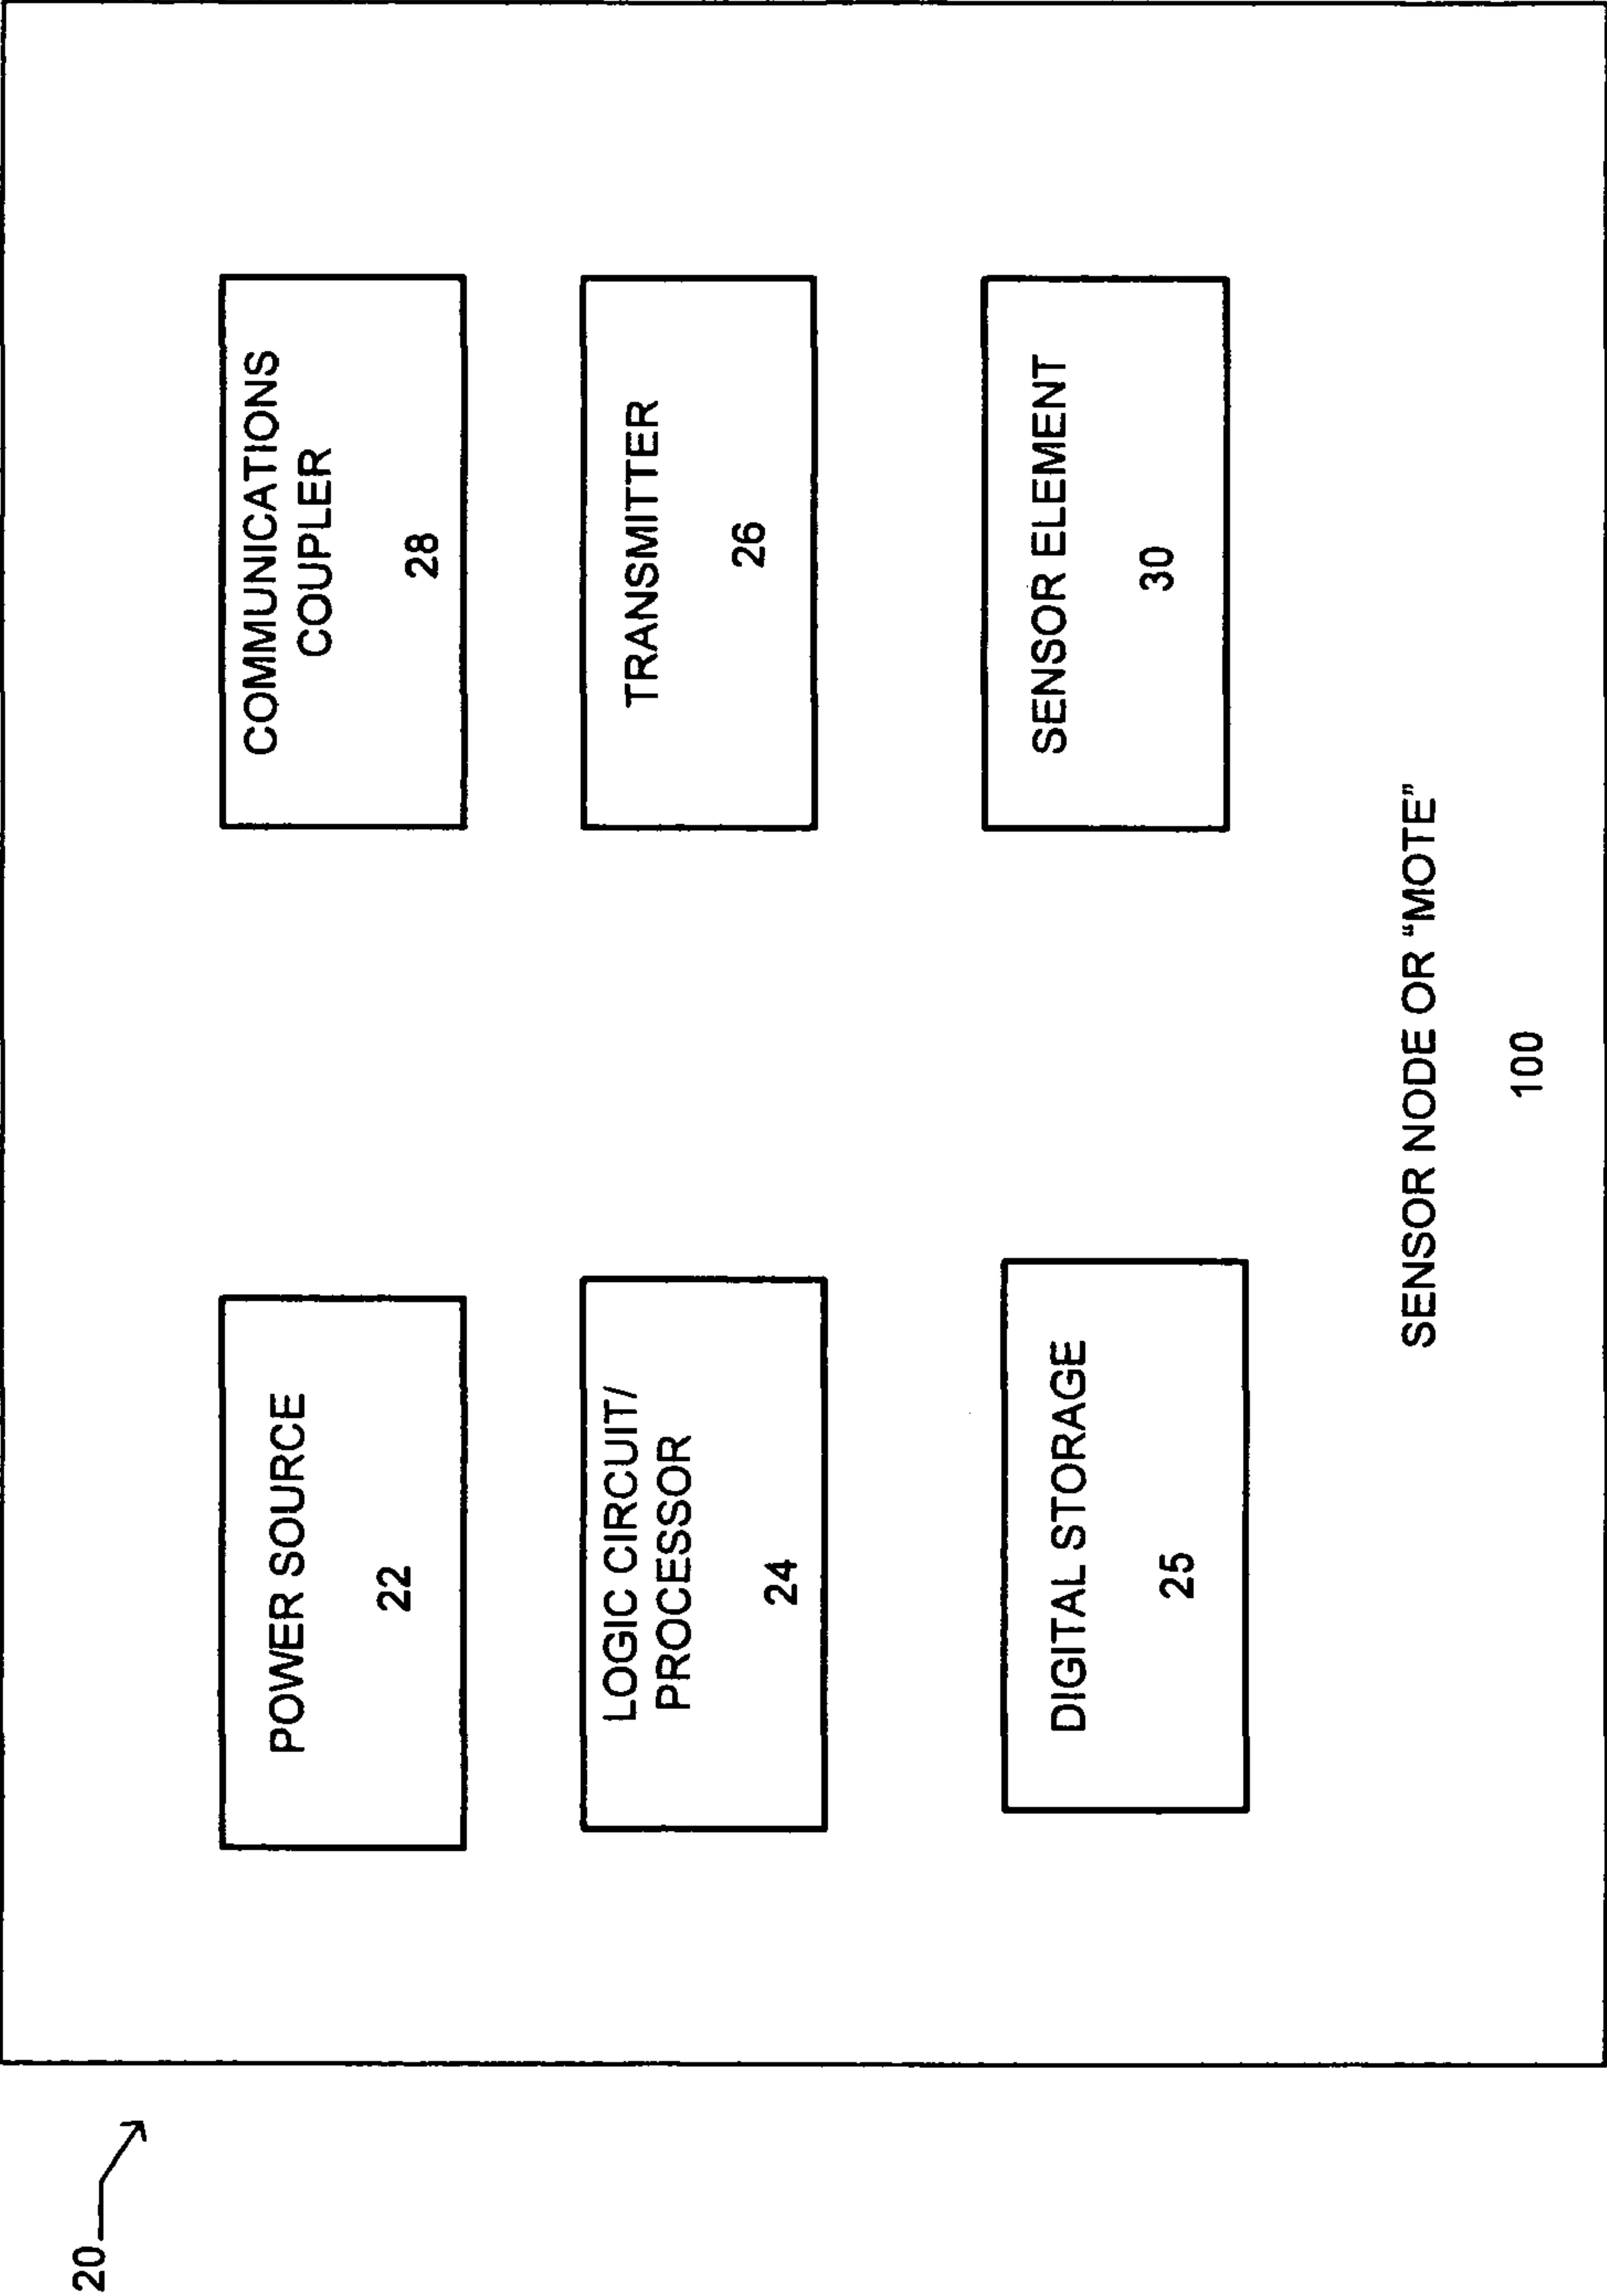 20
POWER SOURCE
22
COMMUNICATIONS
COUPLER
28
LOGIC CIRCUIT/
PROCESSOR
24
TRANSMITTER
26
DIGITAL STORAGE
25
SENSOR ELEMENT
30
SENSOR NODE OR “MOTE”
100